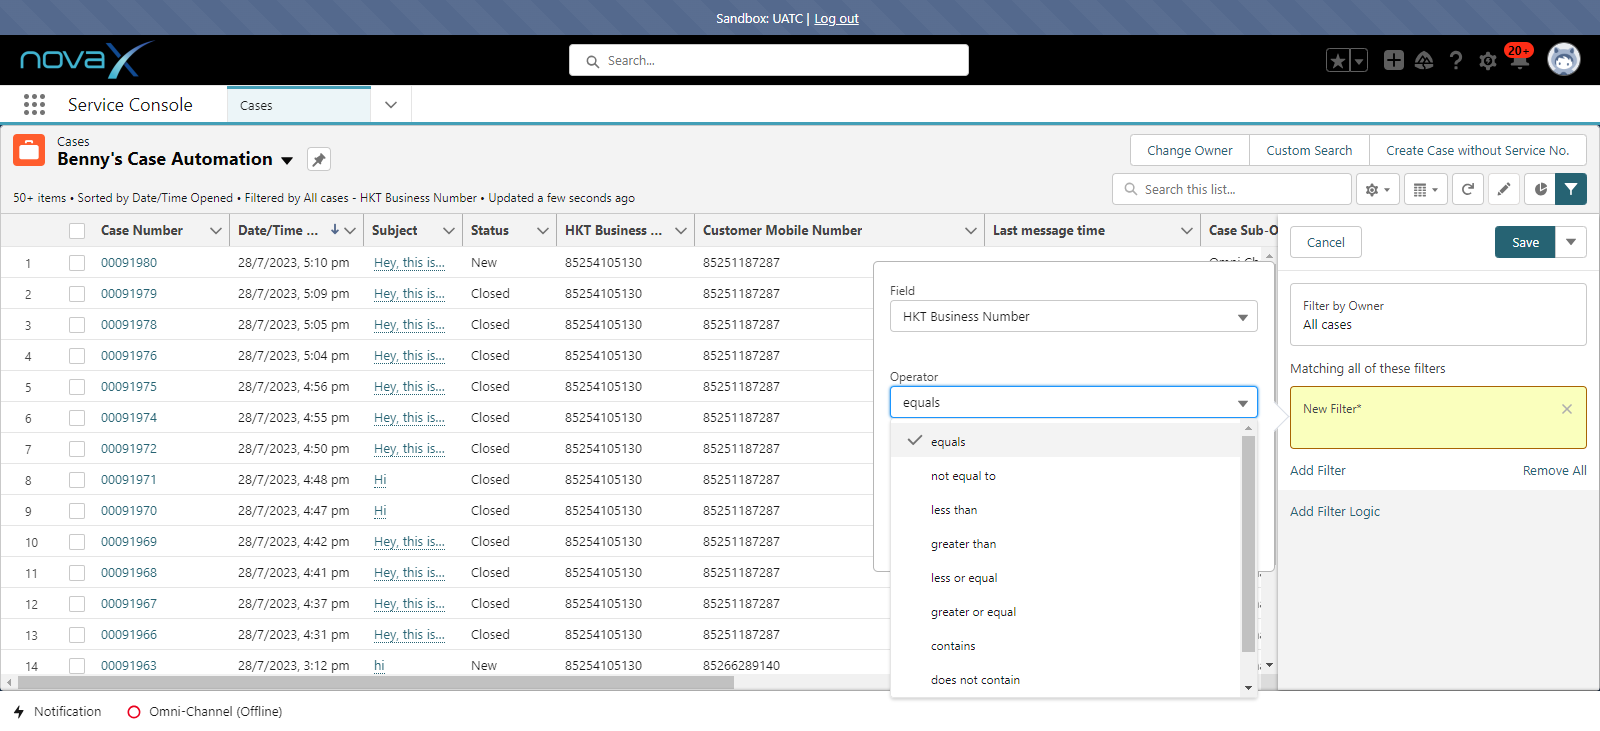 Sandbox: UATC | Log out
novaX
Search...
20+
Service Console
Cases
Cases
Benny's Case Automation
Change Owner
Custom Search
Create Case without Service No.
50+ items • Sorted by Date/Time Opened • Filtered by All cases - HKT Business Number • Updated a few seconds ago
Search this list...
Case Number Date/Time ... Subject Status HKT Business ... Customer Mobile Number Last message time Case Sub-O
1 00091980 28/7/2023, 5:10 pm Hey, this is... New 85254105130 85251187287
2 00091979 28/7/2023, 5:09 pm Hey, this is... Closed 85254105130 85251187287
3 00091978 28/7/2023, 5:05 pm Hey, this is... Closed 85254105130 85251187287
4 00091976 28/7/2023, 5:04 pm Hey, this is... Closed 85254105130 85251187287
5 00091975 28/7/2023, 4:56 pm Hey, this is... Closed 85254105130 85251187287
6 00091974 28/7/2023, 4:55 pm Hey, this is... Closed 85254105130 85251187287
7 00091972 28/7/2023, 4:50 pm Hey, this is... Closed 85254105130 85251187287
8 00091971 28/7/2023, 4:48 pm Hi Closed 85254105130 85251187287
9 00091970 28/7/2023, 4:47 pm Hi Closed 85254105130 85251187287
10 00091969 28/7/2023, 4:42 pm Hey, this is... Closed 85254105130 85251187287
11 00091968 28/7/2023, 4:41 pm Hey, this is... Closed 85254105130 85251187287
12 00091967 28/7/2023, 4:37 pm Hey, this is... Closed 85254105130 85251187287
13 00091966 28/7/2023, 4:31 pm Hey, this is... Closed 85254105130 85251187287
14 00091963 28/7/2023, 3:12 pm hi New 85254105130 85266289140
Field
HKT Business Number
Operator
equals
equals
not equal to
less than
greater than
less or equal
greater or equal
contains
does not contain
Cancel
Save
Filter by Owner
All cases
Matching all of these filters
New Filter*
Add Filter
Remove All
Add Filter Logic
Notification
Omni-Channel (Offline)